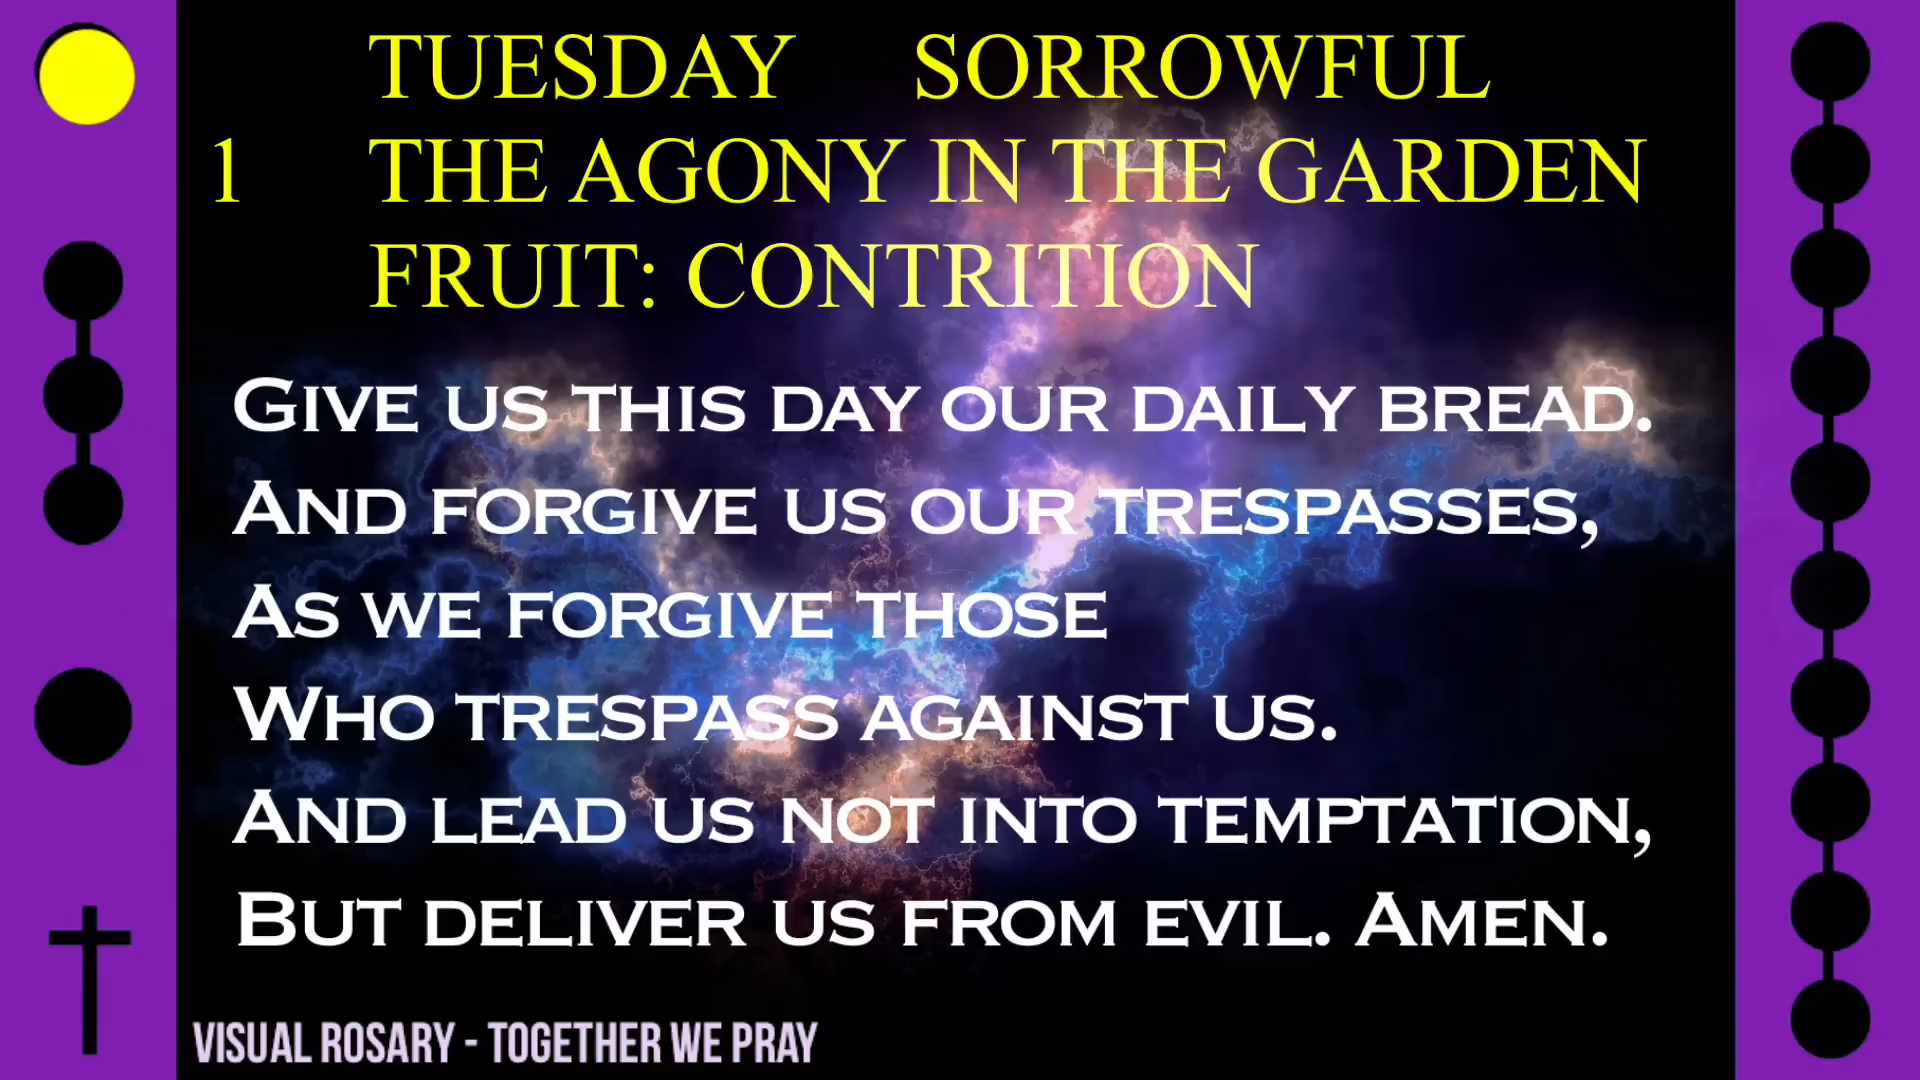 TUESDAY SORROWFUL
1 THE AGONY IN THE GARDEN
FRUIT: CONTRITION
GIVE US THIS DAY OUR DAILY BREAD.
AND FORGIVE US OUR TRESPASSES,
AS WE FORGIVE THOSE
WHO TRESPASS AGAINST US.
AND LEAD US NOT INTO TEMPTATION,
BUT DELIVER US FROM EVIL. AMEN.
VISUAL ROSARY - TOGETHER WE PRAY